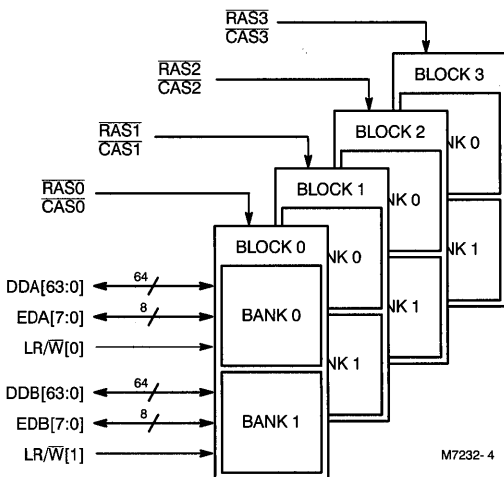 RAS3
CAS3
BLOCK 3
RAS2
CAS2
BLOCK 2
NK 0
RAS1
CAS1
BLOCK 1
NK 0
NK 1
RAS0
CAS0
BLOCK 0
NK 0
NK 1
DDA[63:0]
64
EDA[7:0]
8
BANK 0
LR/W̅[0]
NK 1
DDB[63:0]
64
EDB[7:0]
8
BANK 1
LR/W̅[1]
M7232-4